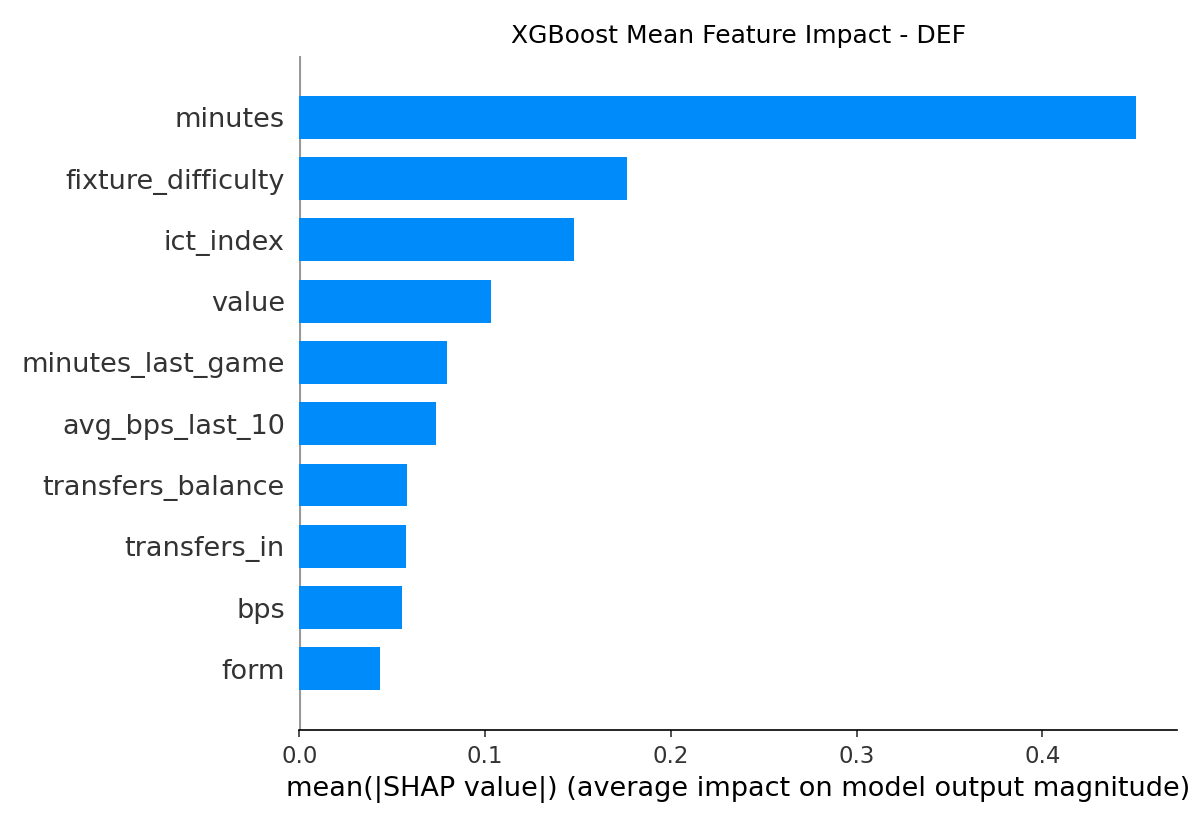 XGBoost Mean Feature Impact - DEF
minutes
fixture_difficulty
ict_index
value
minutes_last_game
avg_bps_last_10
transfers_balance
transfers_in
bps
form
0.0 0.1 0.2 0.3 0.4
mean(|SHAP value|) (average impact on model output magnitude)